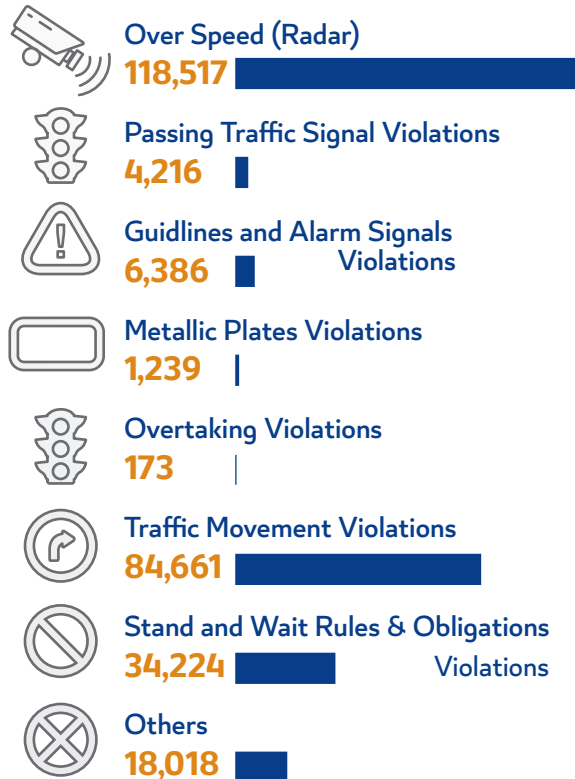 Over Speed (Radar)
118,517
Passing Traffic Signal Violations
4,216
Guidlines and Alarm Signals
Violations
6,386
Metallic Plates Violations
1,239
Overtaking Violations
173
Traffic Movement Violations
84,661
Stand and Wait Rules & Obligations
Violations
34,224
Others
18,018